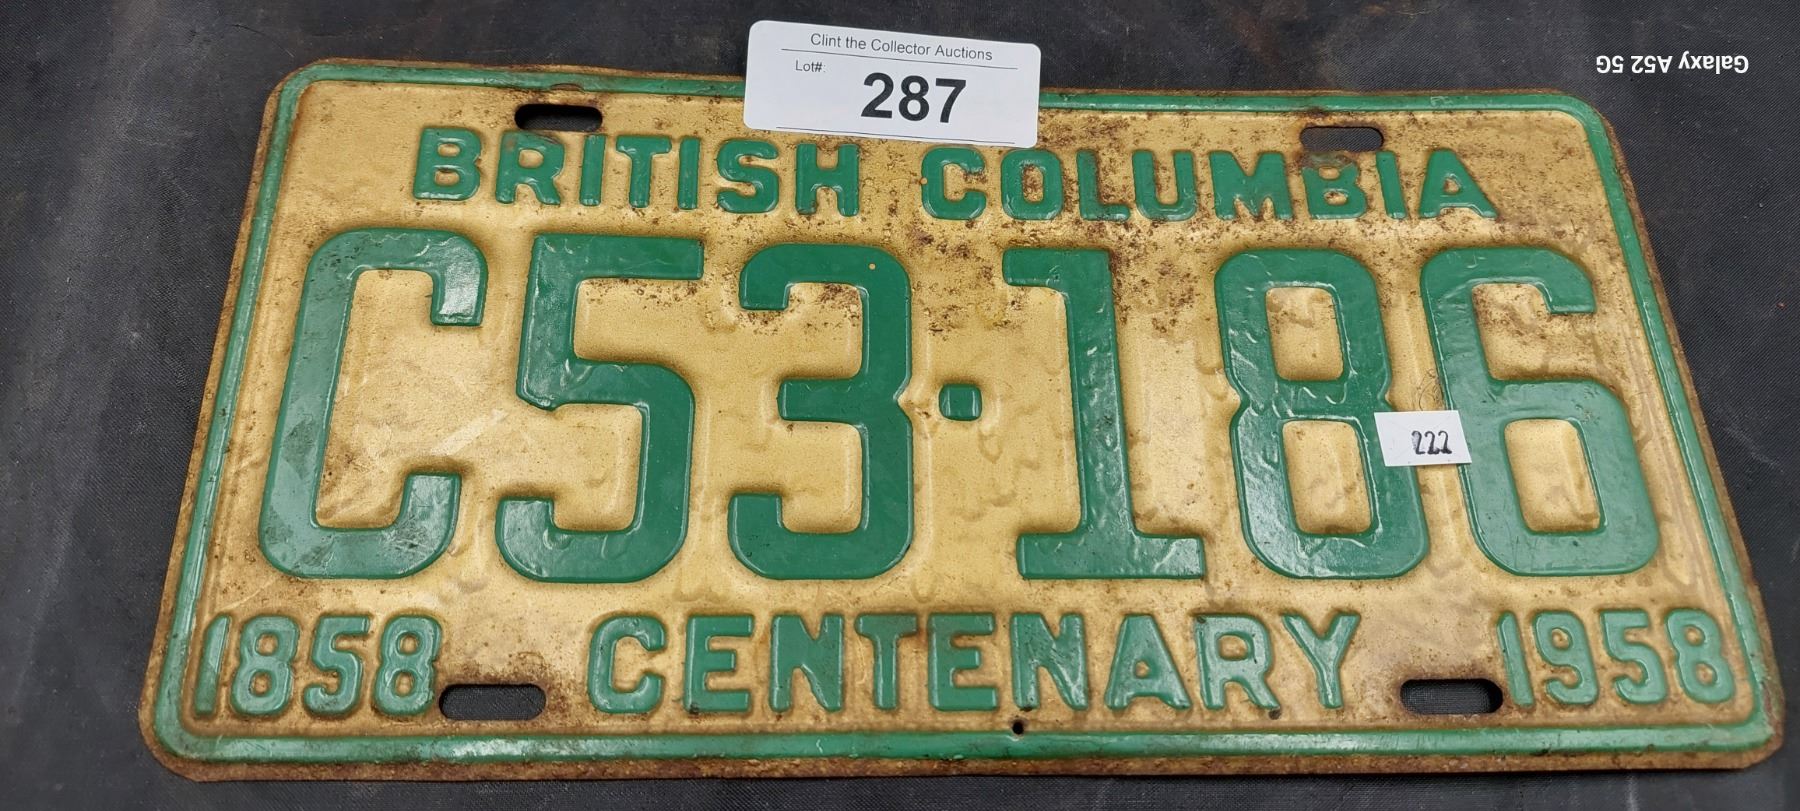 Clint the Collector Auctions
Lot#:
287
Galaxy A52 5G
BRITISH COLUMBIA
C53·186
222
1858 CENTENARY 1958